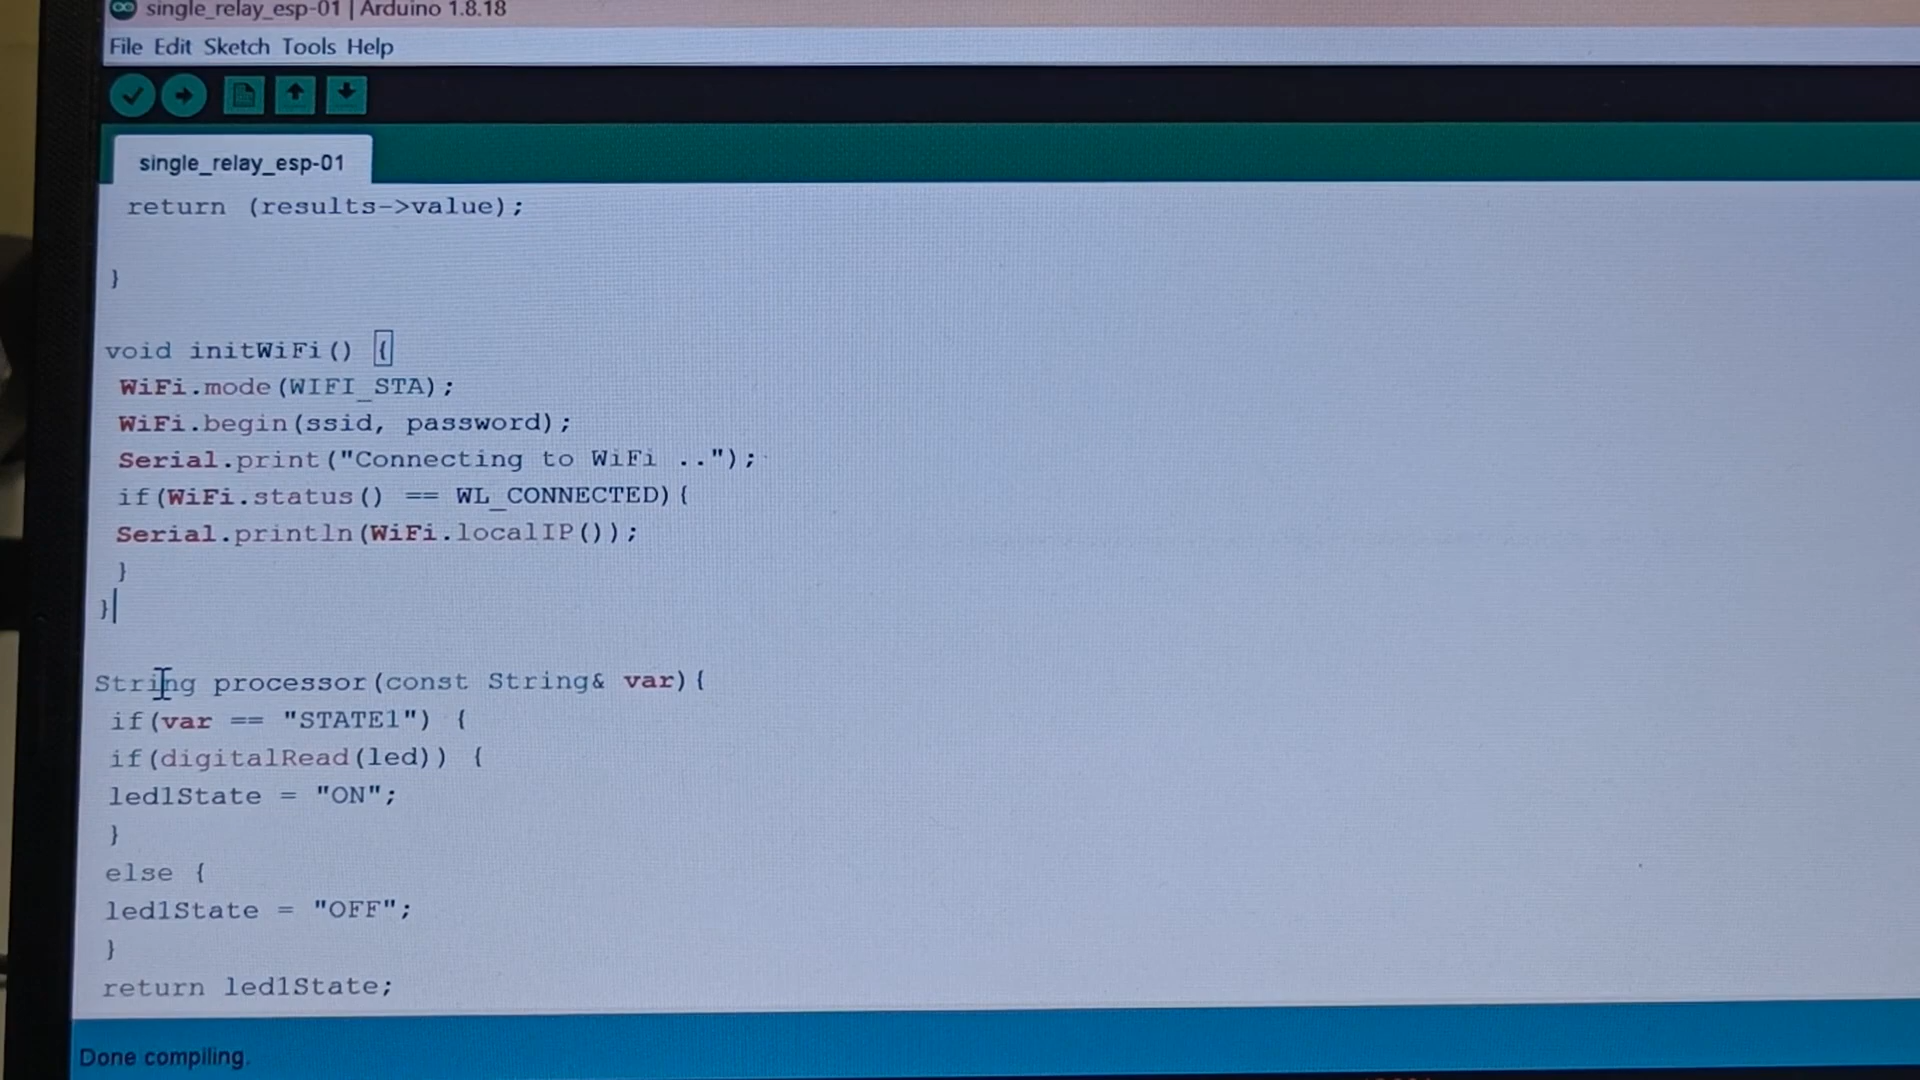 single_relay_esp-01 | Arduino 1.8.18
File Edit Sketch Tools Help
single_relay_esp-01
return (results->value);
}
void initWiFi() {
WiFi.mode(WIFI_STA);
WiFi.begin(ssid, password);
Serial.print("Connecting to WiFi ..");
if(WiFi.status() == WL_CONNECTED){
Serial.println(WiFi.localIP());
}
}
String processor(const String& var){
if(var == "STATE1") {
if(digitalRead(led)) {
led1State = "ON";
}
else {
led1State = "OFF";
}
return led1State;
Done compiling.